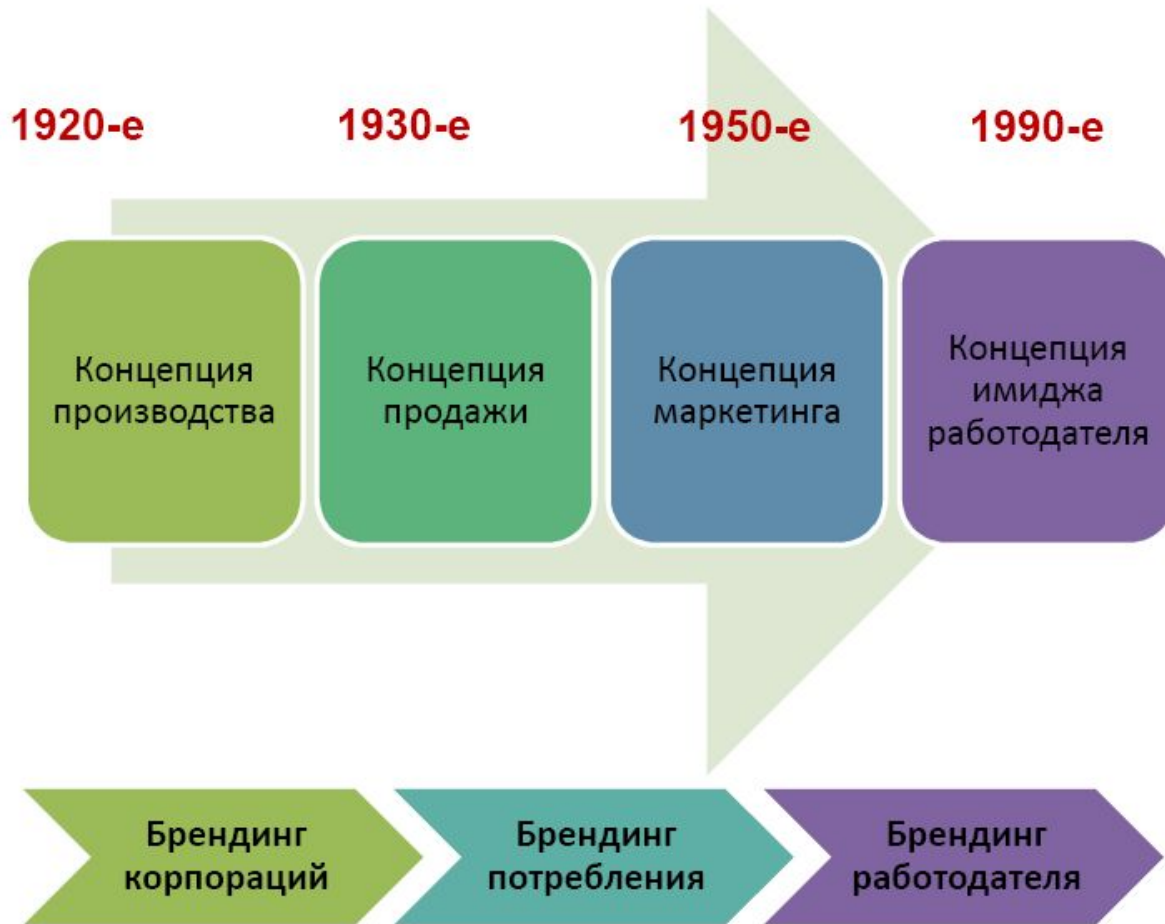 1920-е
1930-е
1950-е
1990-е
Концепция
производства
Концепция
продажи
Концепция
маркетинга
Концепция
имиджа
работодателя
Брендинг
корпораций
Брендинг
потребления
Брендинг
работодателя